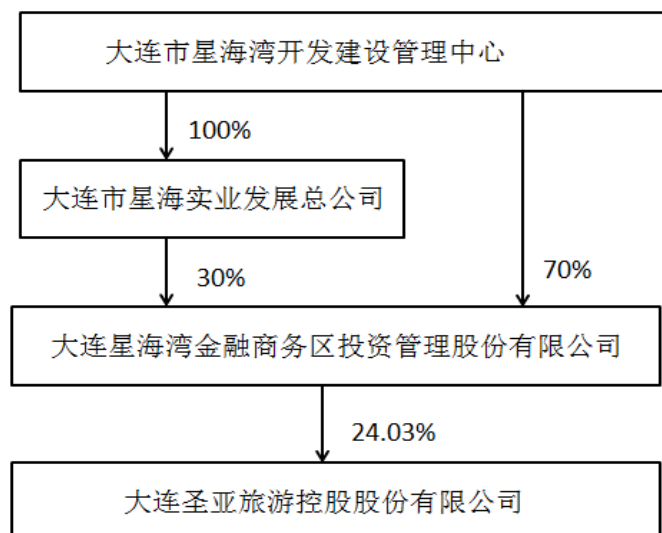 大连市星海湾开发建设管理中心
100%
大连市星海实业发展总公司
30%
70%
大连星海湾金融商务区投资管理股份有限公司
24.03%
大连圣亚旅游控股股份有限公司